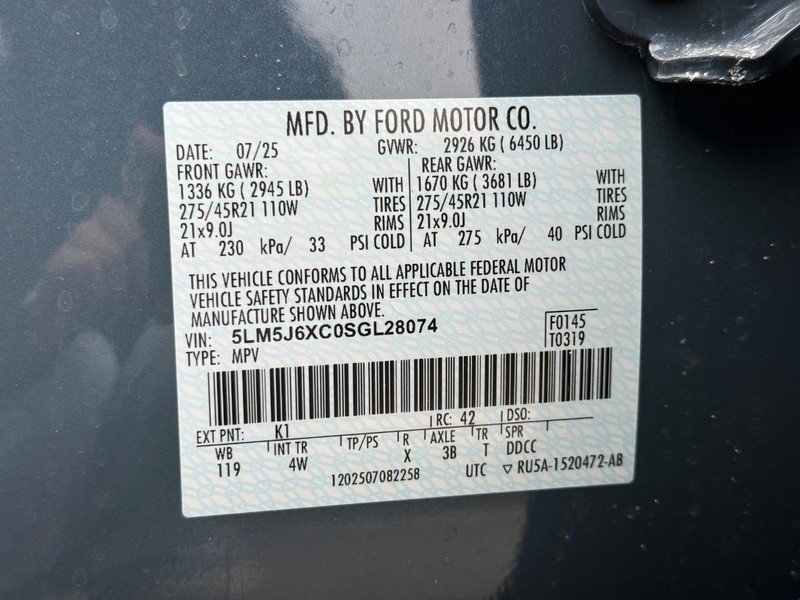 MFD. BY FORD MOTOR CO.
DATE: 07/25 GVWR: 2926 KG ( 6450 LB)
FRONT GAWR: REAR GAWR:
1336 KG ( 2945 LB) WITH 1670 KG ( 3681 LB) WITH
275/45R21 110W TIRES 275/45R21 110W TIRES
21x9.0J RIMS 21x9.0J RIMS
AT 230 kPa/ 33 PSI COLD AT 275 kPa/ 40 PSI COLD
THIS VEHICLE CONFORMS TO ALL APPLICABLE FEDERAL MOTOR
VEHICLE SAFETY STANDARDS IN EFFECT ON THE DATE OF
MANUFACTURE SHOWN ABOVE.
VIN: 5LM5J6XC0SGL28074 F0145
TYPE: MPV T0319
EXT PNT: K1 RC: 42 DSO:
WB INT TR TP/PS R AXLE TR SPR
119 4W X 3B T DDCC
1202507082258 UTC ▽ RU5A-1520472-AB